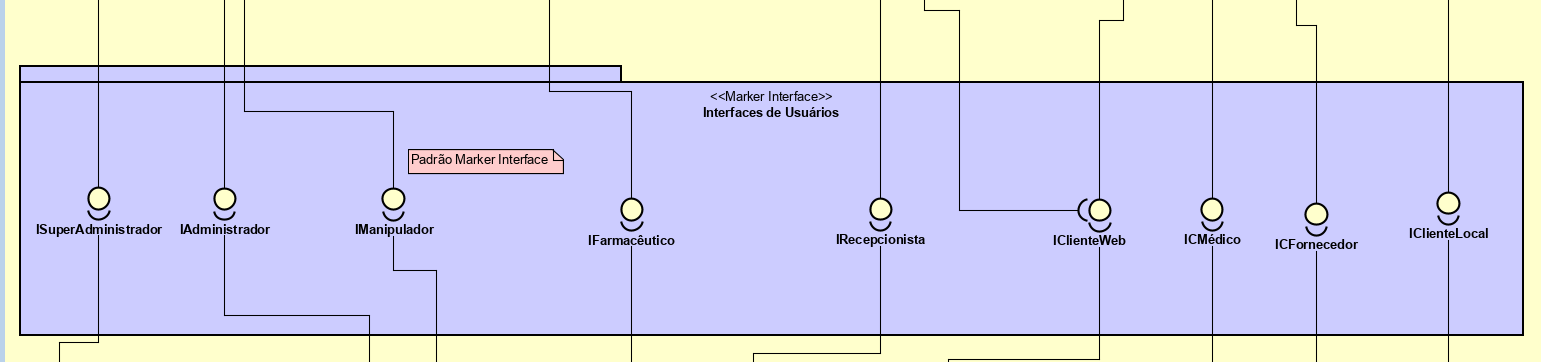 <<Marker Interface>>
Interfaces de Usuários
Padrão Marker Interface
ISuperAdministrador
IAdministrador
IManipulador
IFarmacêutico
IRecepcionista
IClienteWeb
ICMédico
ICFornecedor
IClienteLocal